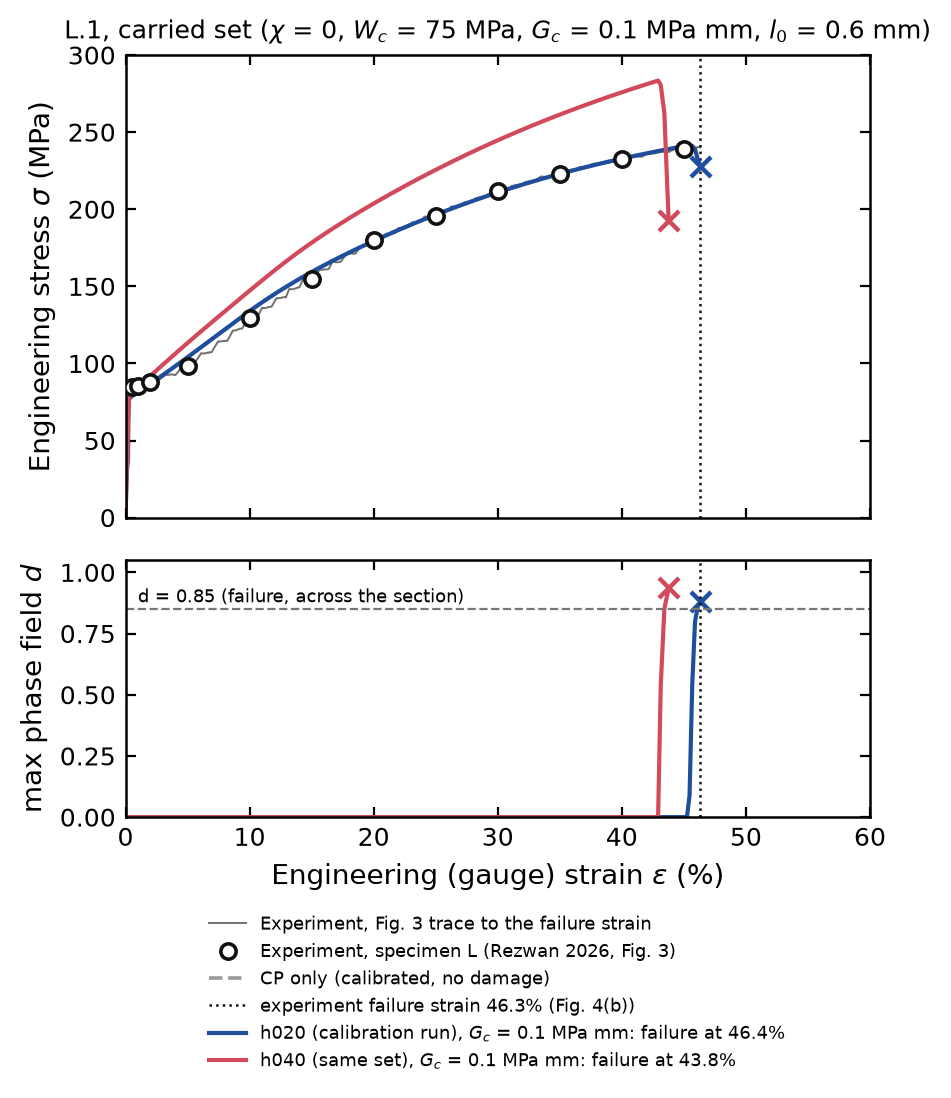 L.1, carried set (χ = 0, W_c = 75 MPa, G_c = 0.1 MPa mm, l_0 = 0.6 mm)
Engineering stress σ (MPa)
300
250
200
150
100
50
0
max phase field d
1.00
0.75
0.50
0.25
0.00
d = 0.85 (failure, across the section)
0 10 20 30 40 50 60
Engineering (gauge) strain ε (%)
Experiment, Fig. 3 trace to the failure strain
Experiment, specimen L (Rezwan 2026, Fig. 3)
CP only (calibrated, no damage)
experiment failure strain 46.3% (Fig. 4(b))
h020 (calibration run), G_c = 0.1 MPa mm: failure at 46.4%
h040 (same set), G_c = 0.1 MPa mm: failure at 43.8%